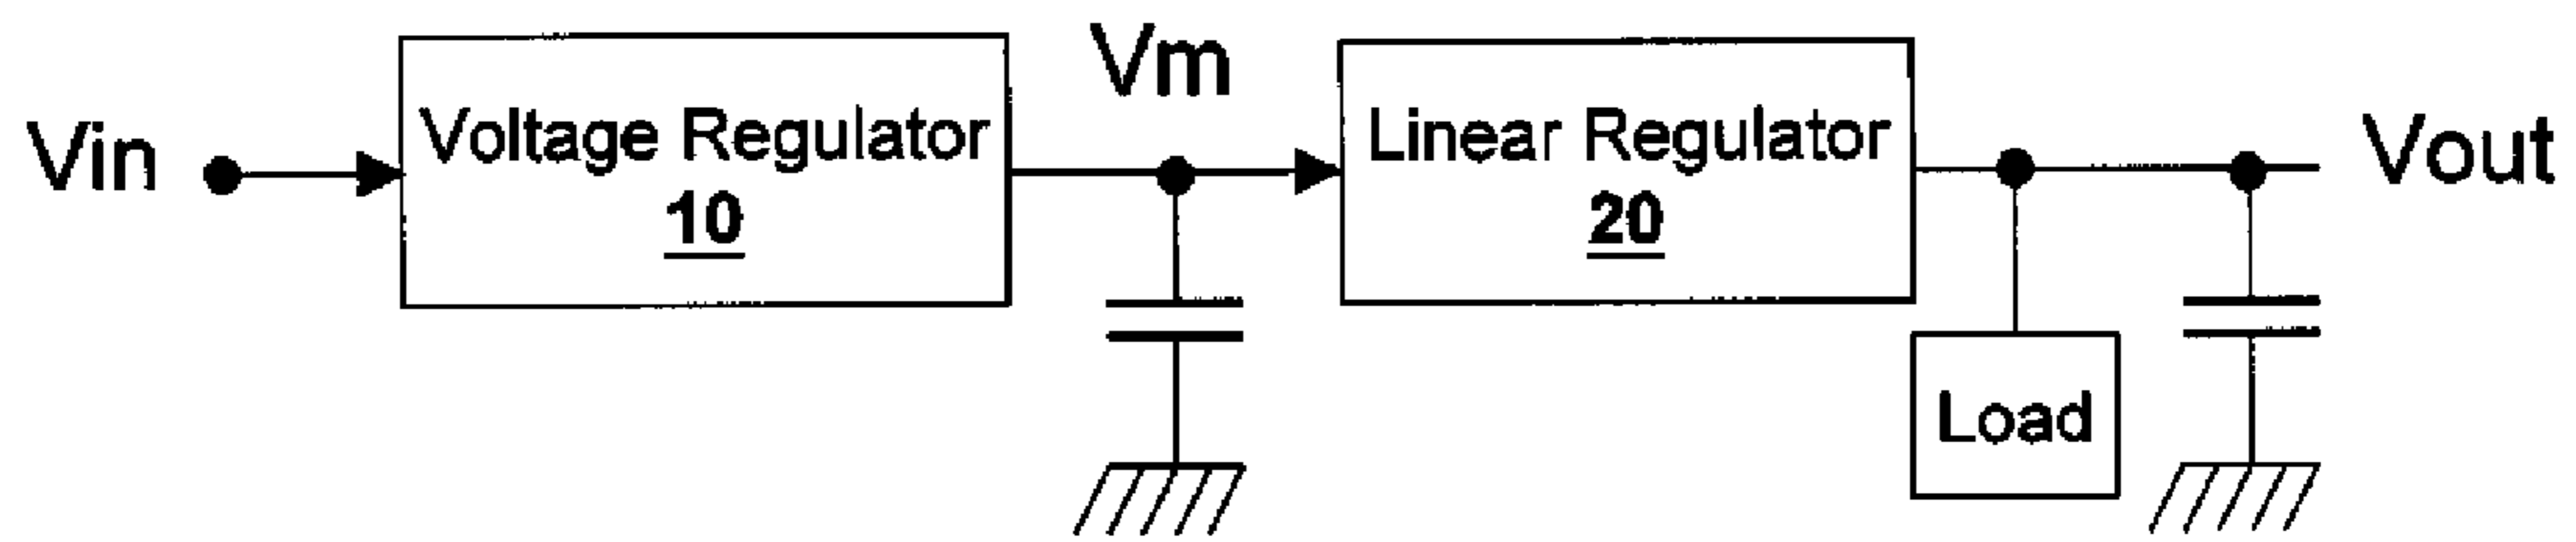 Vin
Voltage Regulator
10
Vm
Linear Regulator
20
Load
Vout